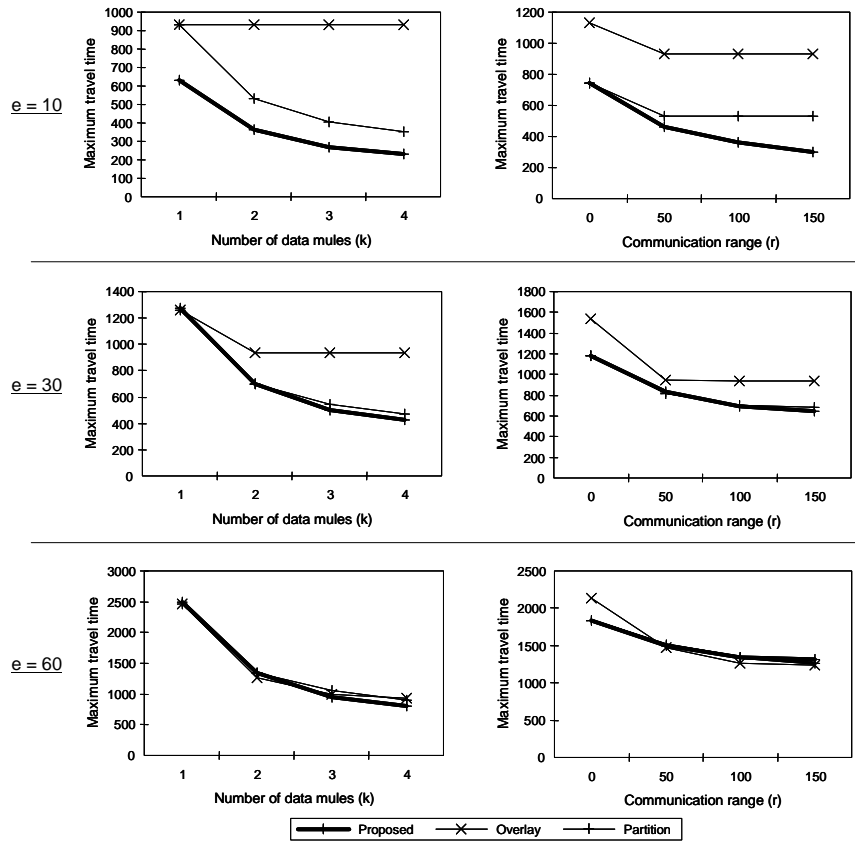 e = 10
Maximum travel time
1000
900
800
700
600
500
400
300
200
100
0
1 2 3 4
Number of data mules (k)
Maximum travel time
1200
1000
800
600
400
200
0
0 50 100 150
Communication range (r)
e = 30
Maximum travel time
1400
1200
1000
800
600
400
200
0
1 2 3 4
Number of data mules (k)
Maximum travel time
1800
1600
1400
1200
1000
800
600
400
200
0
0 50 100 150
Communication range (r)
e = 60
Maximum travel time
3000
2500
2000
1500
1000
500
0
1 2 3 4
Number of data mules (k)
Maximum travel time
2500
2000
1500
1000
500
0
0 50 100 150
Communication range (r)
Proposed Overlay Partition